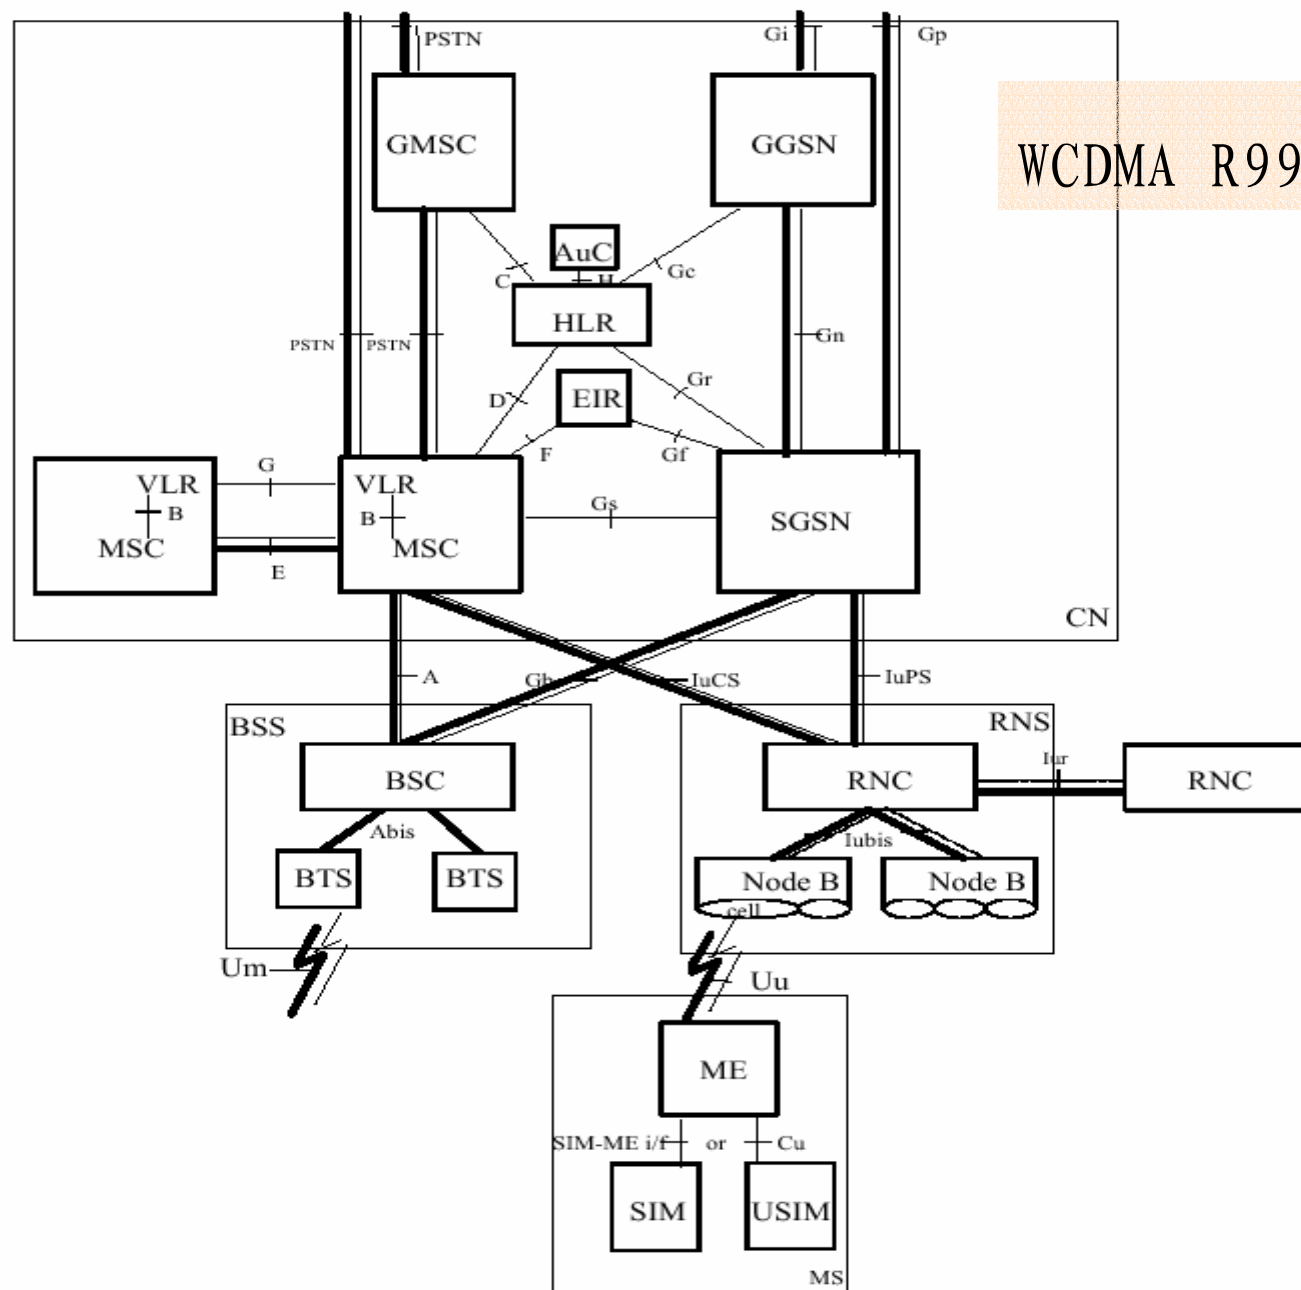 PSTN
Gi
Gp
GMSC
GGSN
WCDMA R99
AuC
C
H
Gc
HLR
PSTN
PSTN
Gn
D
Gr
EIR
F
Gf
G
VLR
B
MSC
VLR
B
MSC
Gs
SGSN
E
CN
A
Gb
IuCS
IuPS
BSS
RNS
BSC
RNC
Iur
RNC
Abis
Iubis
BTS
BTS
Node B
Node B
cell
Um
Uu
ME
SIM-ME i/f
or
Cu
SIM
USIM
MS